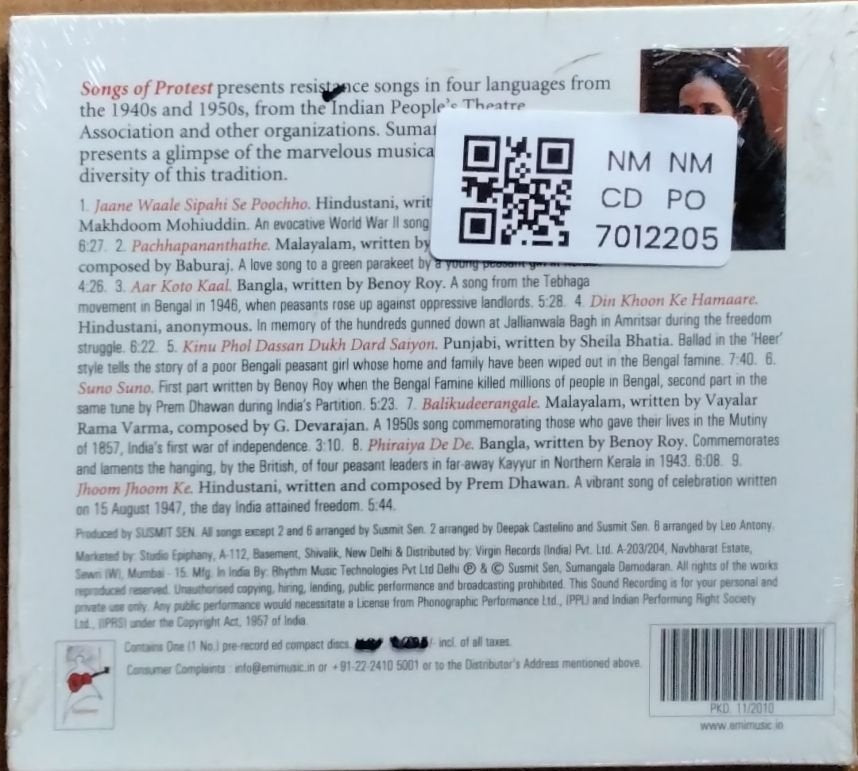 Songs of Protest presents resistance songs in four languages from
the 1940s and 1950s, from the Indian People's Theatre
Association and other organizations.
presents a glimpse of the marvelous
diversity of this tradition.
NM NM
CD PO
7012205
1. Jaane Waale Sipahi Se Poochho. Hindustani,
Makhdoom Mohiuddin. An evocative World War II song
6:27. 2. Pachhapananthathe. Malayalam, written by
composed by Baburaj. A love song to a green parakeet by a young peasant girl in
4:26. 3. Aar Koto Kaal. Bangla, written by Benoy Roy. A song from the Tebhaga
movement in Bengal in 1946, when peasants rose up against oppressive landlords. 5:28. 4. Din Khoon Ke Hamaare.
Hindustani, anonymous. In memory of the hundreds gunned down at Jallianwala Bagh in Amritsar during the freedom
struggle. 6:22. 5. Kinu Phol Dassan Dukh Dard Saiyon. Punjabi, written by Sheila Bhatia. Ballad in the 'Heer'
style tells the story of a poor Bengali peasant girl whose home and family have been wiped out in the Bengal famine. 7:40. 6.
Suno Suno. First part written by Benoy Roy when the Bengal Famine killed millions of people in Bengal, second part in the
same tune by Prem Dhawan during India's Partition. 5:23. 7. Balikudeerangale. Malayalam, written by Vayalar
Rama Varma, composed by G. Devarajan. A 1950s song commemorating those who gave their lives in the Mutiny
of 1857, India's first war of independence. 3:10. 8. Phiraiya De De. Bangla, written by Benoy Roy. Commemorates
and laments the hanging, by the British, of four peasant leaders in far-away Kayyur in Northern Kerala in 1943. 6:08. 9.
Jhoom Jhoom Ke. Hindustani, written and composed by Prem Dhawan. A vibrant song of celebration written
on 15 August 1947, the day India attained freedom. 5:44.
Produced by SUSMIT SEN. All songs except 2 and 6 arranged by Susmit Sen. 2 arranged by Deepak Castelino and Susmit Sen. 6 arranged by Leo Antony.
Marketed by: Studio Epiphany, A-112, Basement, Shivalik, New Delhi & Distributed by: Virgin Records (India) Pvt. Ltd. A-203/204, Navbharat Estate,
Sewri (W), Mumbai - 15. Mfg. In India By: Rhythm Music Technologies Pvt Ltd Delhi ℗ & © Susmit Sen, Sumangala Damodaran. All rights of the works
reproduced reserved. Unauthorised copying, hiring, lending, public performance and broadcasting prohibited. This Sound Recording is for your personal and
private use only. Any public performance would necessitate a License from Phonographic Performance Ltd., (PPL) and Indian Performing Right Society
Ltd., (IPRS) under the Copyright Act, 1957 of India.
Contains One (1 No.) pre-record ed compact discs. /- incl. of all taxes.
Consumer Complaints : info@emimusic.in or +91-22-2410 5001 or to the Distributor's Address mentioned above.
PKD. 11/2010
www.emimusic.in